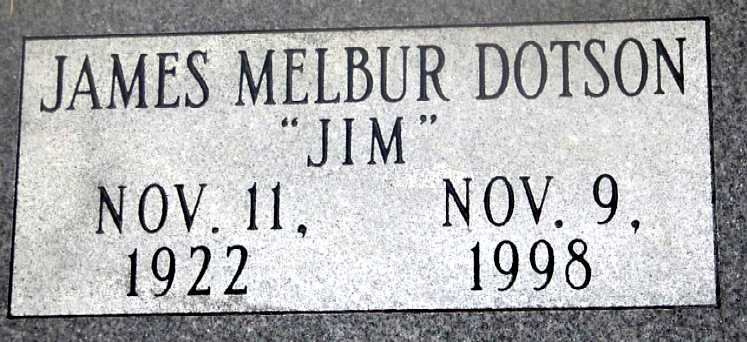 JAMES MELBUR DOTSON
"JIM"
NOV. 11, NOV. 9,
1922 1998